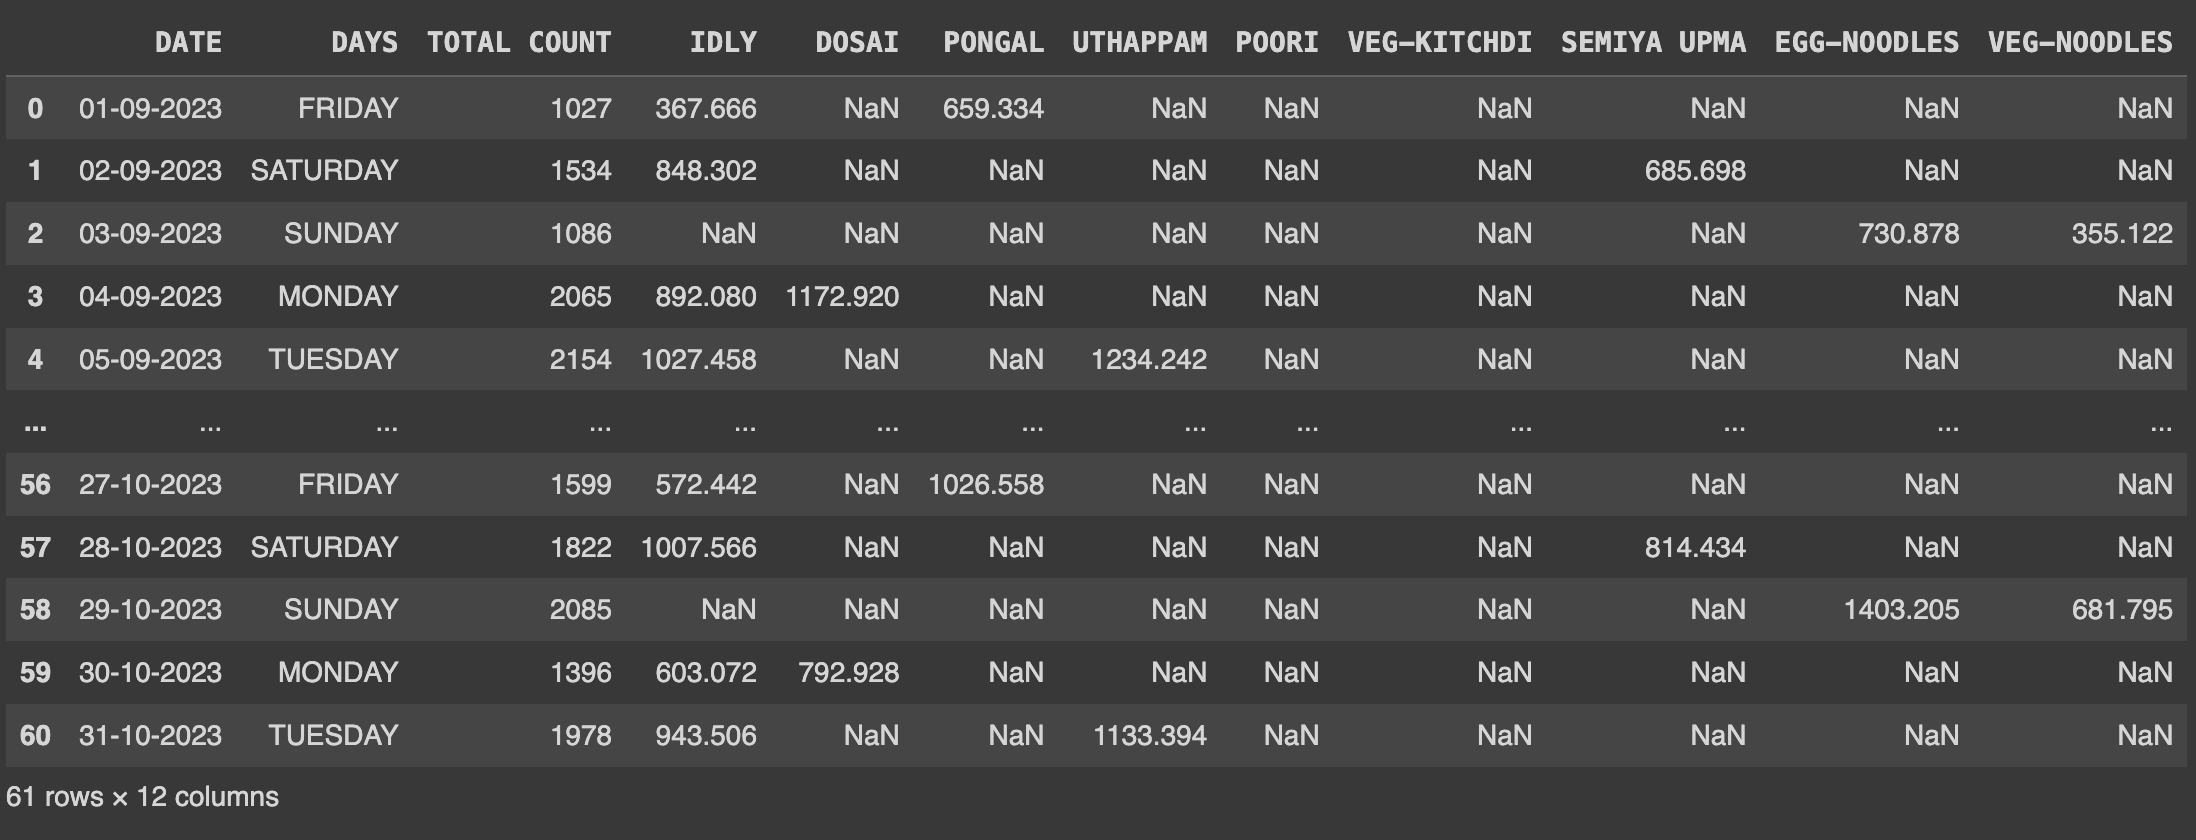 DATE DAYS TOTAL COUNT IDLY DOSAI PONGAL UTHAPPAM POORI VEG–KITCHDI SEMIYA UPMA EGG–NOODLES VEG–NOODLES
0 01-09-2023 FRIDAY 1027 367.666 NaN 659.334 NaN NaN NaN NaN NaN NaN
1 02-09-2023 SATURDAY 1534 848.302 NaN NaN NaN NaN NaN 685.698 NaN NaN
2 03-09-2023 SUNDAY 1086 NaN NaN NaN NaN NaN NaN NaN 730.878 355.122
3 04-09-2023 MONDAY 2065 892.080 1172.920 NaN NaN NaN NaN NaN NaN NaN
4 05-09-2023 TUESDAY 2154 1027.458 NaN NaN 1234.242 NaN NaN NaN NaN NaN
... ... ... ... ... ... ... ... ... ... ... ... ...
56 27-10-2023 FRIDAY 1599 572.442 NaN 1026.558 NaN NaN NaN NaN NaN NaN
57 28-10-2023 SATURDAY 1822 1007.566 NaN NaN NaN NaN NaN 814.434 NaN NaN
58 29-10-2023 SUNDAY 2085 NaN NaN NaN NaN NaN NaN NaN 1403.205 681.795
59 30-10-2023 MONDAY 1396 603.072 792.928 NaN NaN NaN NaN NaN NaN NaN
60 31-10-2023 TUESDAY 1978 943.506 NaN NaN 1133.394 NaN NaN NaN NaN NaN
61 rows × 12 columns